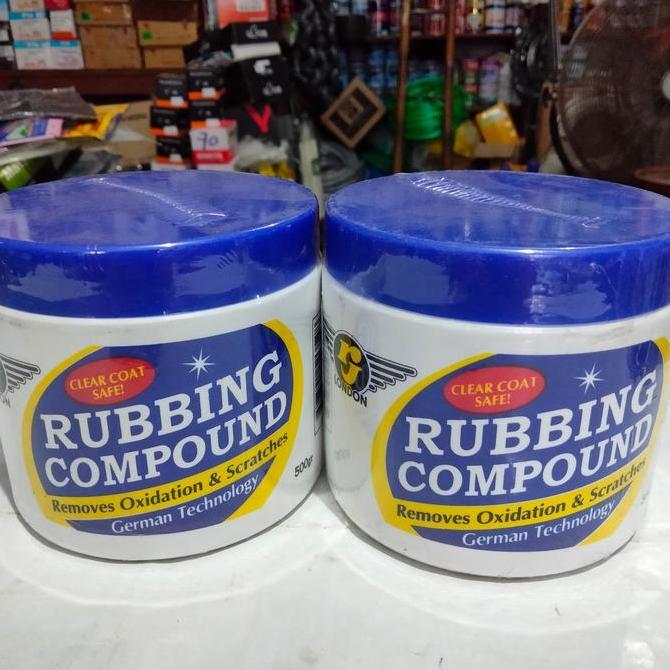 CLEAR COAT
SAFE!
RUBBING
COMPOUND
Removes Oxidation & Scratches
German Technology
500gr
LONDON
CLEAR COAT
SAFE!
RUBBING
COMPOUND
Removes Oxidation & Scratches
German Technology
70